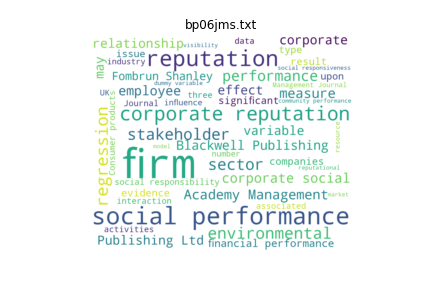 bp06jms.txt
relationship visibility data corporate
issue industry reputation type
social responsiveness
result
may Fombrun Shanley performance upon
Management Journal
UK employee effect measure
Consumer products
Journal influence three significant community performance
dummy variable
corporate reputation
regression stakeholder variable resource
Blackwell Publishing
model number reputational
firm sector companies
social responsibility corporate social
evidence Academy Management market
interaction associated
social performance
activities environmental
Publishing Ltd financial performance